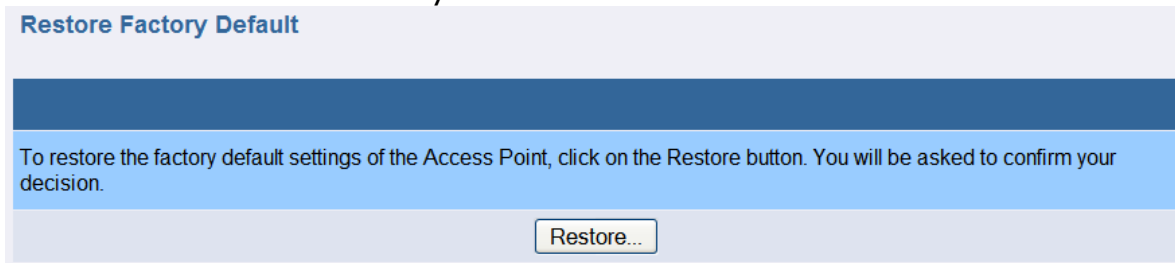 Restore Factory Default
To restore the factory default settings of the Access Point, click on the Restore button. You will be asked to confirm your
decision.
Restore...